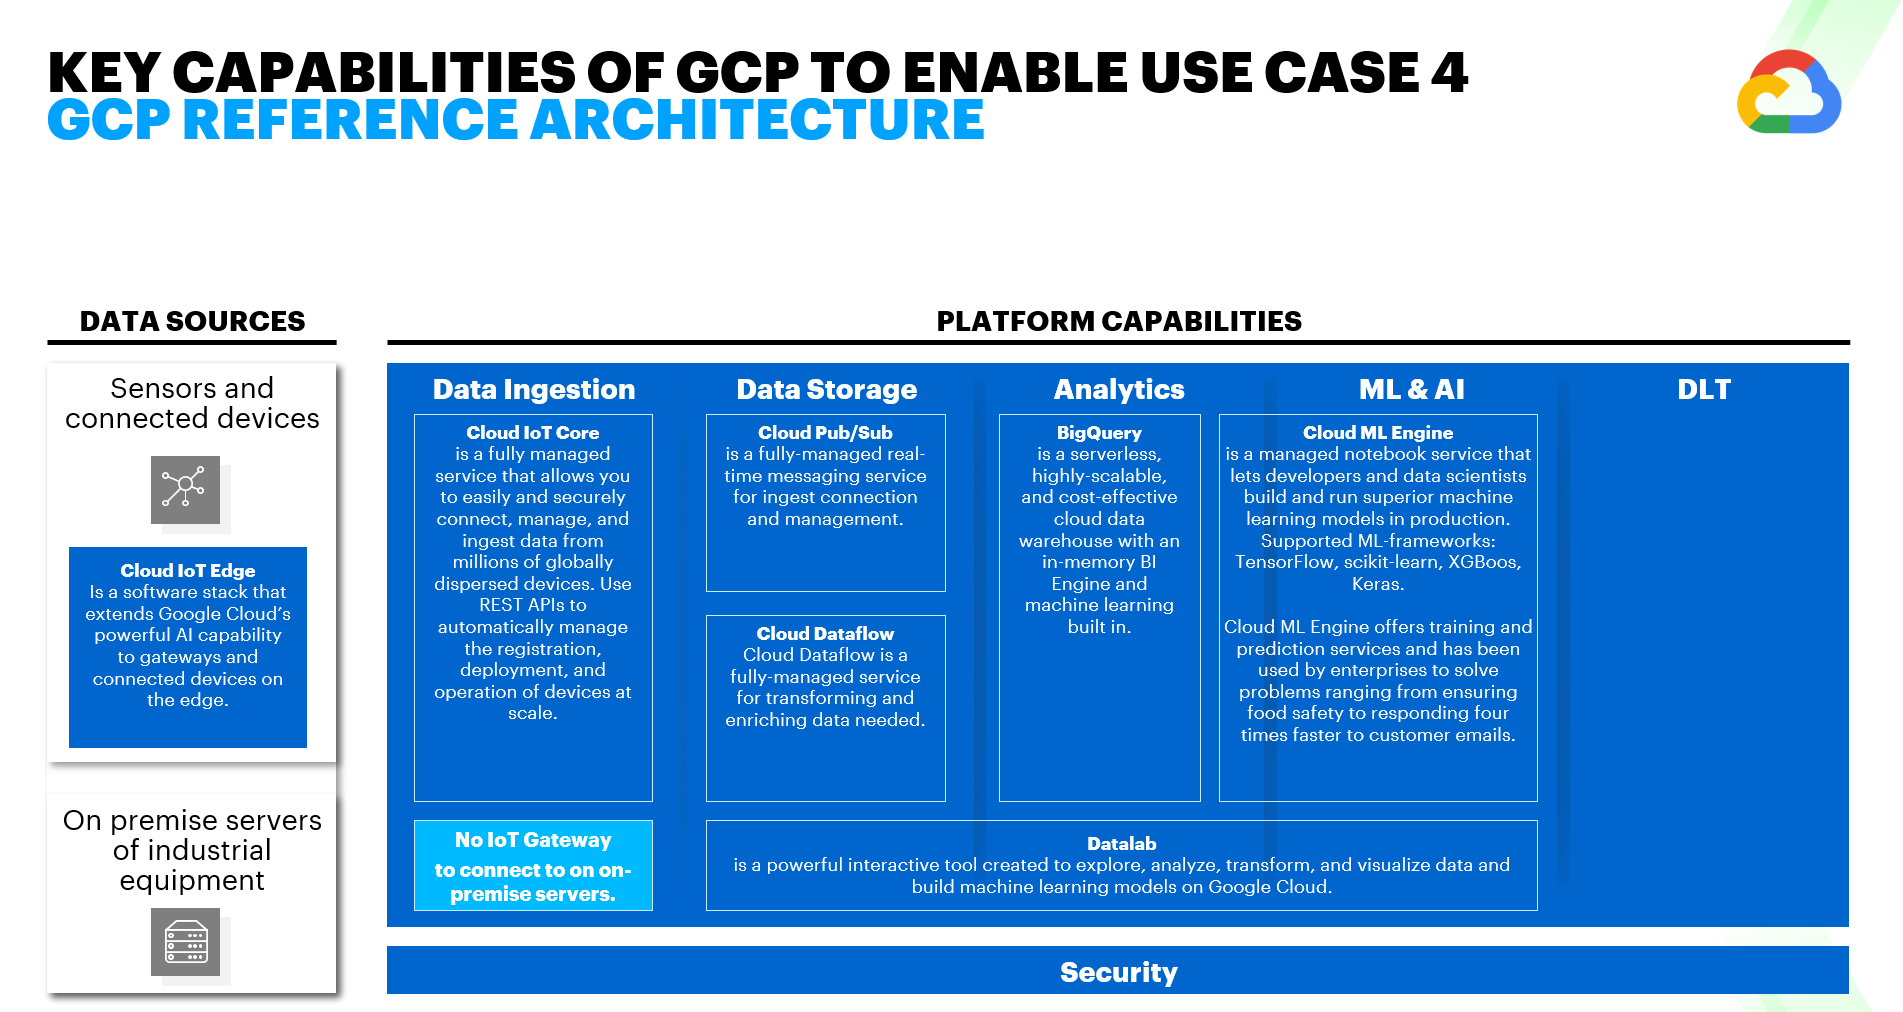 KEY CAPABILITIES OF GCP TO ENABLE USE CASE 4
GCP REFERENCE ARCHITECTURE
DATA SOURCES
Sensors and
connected devices
Cloud IoT Edge
Is a software stack that
extends Google Cloud’s
powerful AI capability
to gateways and
connected devices on
the edge.
On premise servers
of industrial
equipment
PLATFORM CAPABILITIES
Data Ingestion
Cloud IoT Core
is a fully managed
service that allows you
to easily and securely
connect, manage, and
ingest data from
millions of globally
dispersed devices. Use
REST APIs to
automatically manage
the registration,
deployment, and
operation of devices at
scale.
No IoT Gateway
to connect to on on-
premise servers.
Data Storage
Cloud Pub/Sub
is a fully-managed real-
time messaging service
for ingest connection
and management.
Cloud Dataflow
Cloud Dataflow is a
fully-managed service
for transforming and
enriching data needed.
Analytics
BigQuery
is a serverless,
highly-scalable,
and cost-effective
cloud data
warehouse with an
in-memory BI
Engine and
machine learning
built in.
ML & AI
Cloud ML Engine
is a managed notebook service that
lets developers and data scientists
build and run superior machine
learning models in production.
Supported ML-frameworks:
TensorFlow, scikit-learn, XGBoos,
Keras.
Cloud ML Engine offers training and
prediction services and has been
used by enterprises to solve
problems ranging from ensuring
food safety to responding four
times faster to customer emails.
DLT
Datalab
is a powerful interactive tool created to explore, analyze, transform, and visualize data and
build machine learning models on Google Cloud.
Security